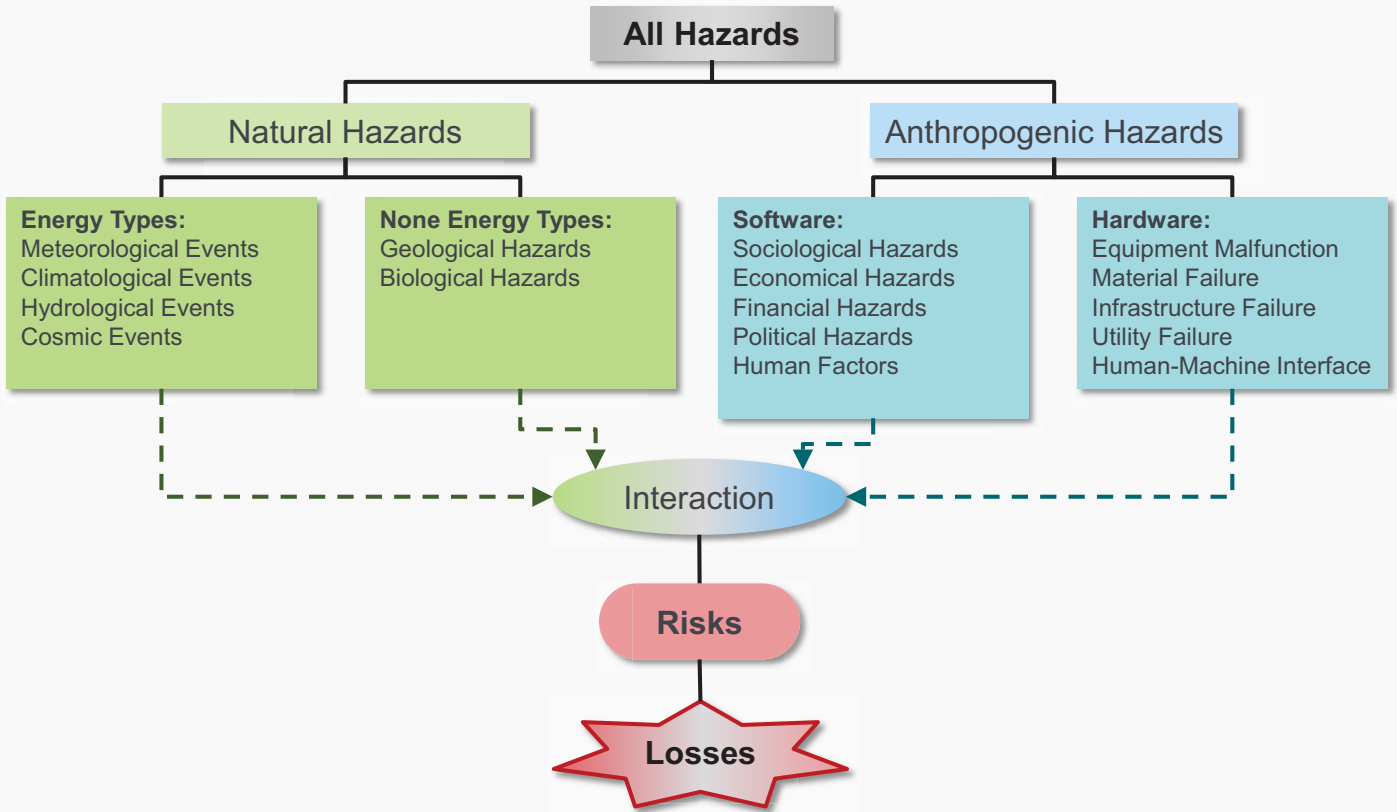 All Hazards
Natural Hazards
Anthropogenic Hazards
Energy Types:
Meteorological Events
Climatological Events
Hydrological Events
Cosmic Events
None Energy Types:
Geological Hazards
Biological Hazards
Software:
Sociological Hazards
Economical Hazards
Financial Hazards
Political Hazards
Human Factors
Hardware:
Equipment Malfunction
Material Failure
Infrastructure Failure
Utility Failure
Human-Machine Interface
Interaction
Risks
Losses